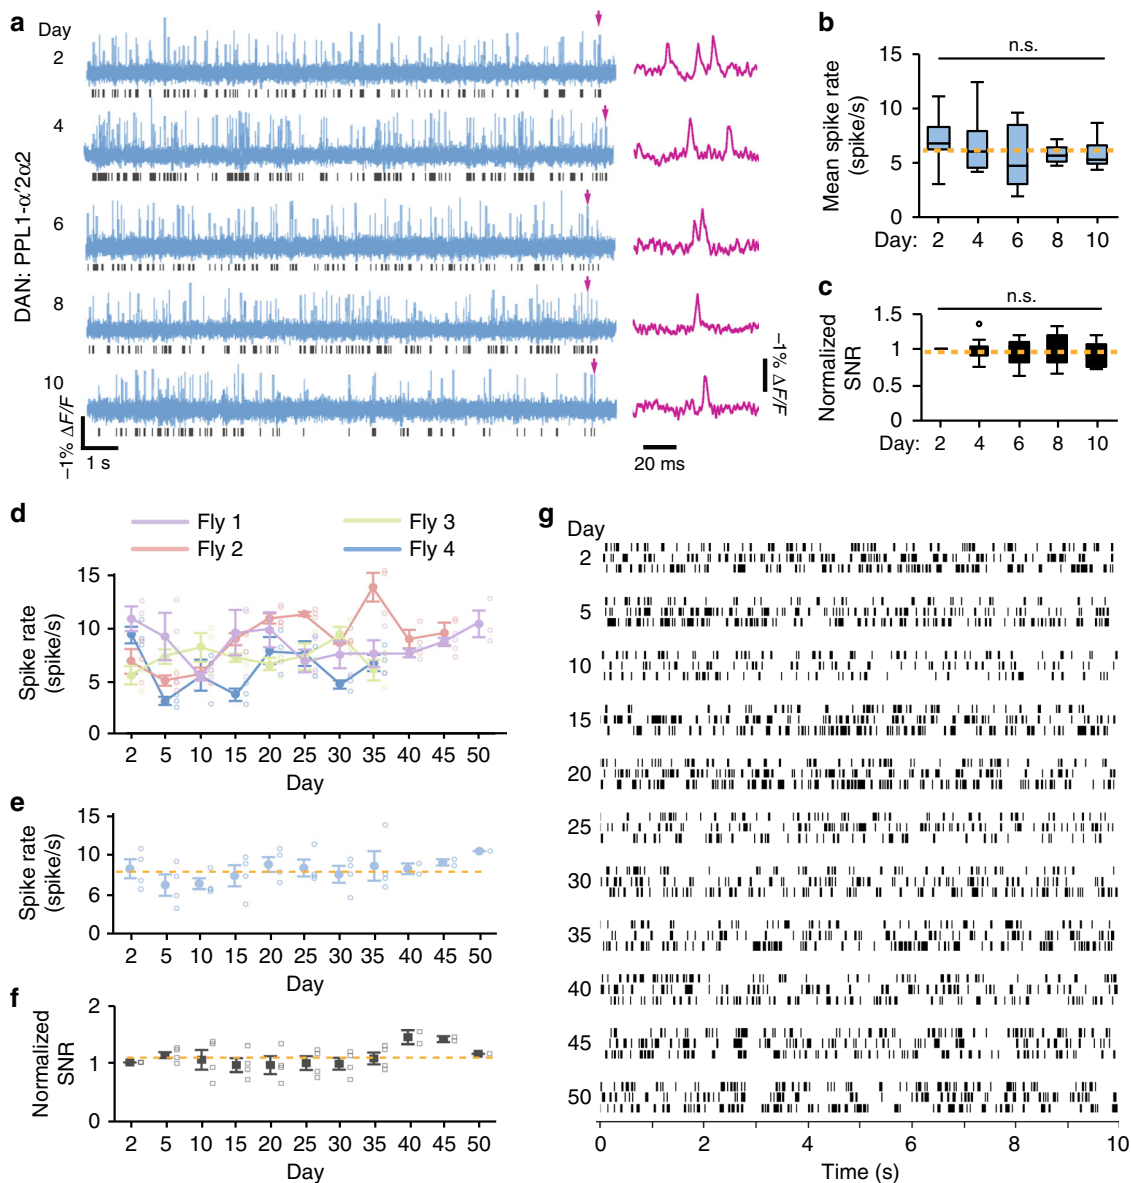 a
Day
2
4
6
8
10
DAN: PPL1-α′2α2
−1% ΔF/F
1 s
−1% ΔF/F
20 ms
b
n.s.
Mean spike rate
(spike/s)
15
10
5
0
Day: 2 4 6 8 10
c
n.s.
Normalized
SNR
1.5
1
0.5
0
Day: 2 4 6 8 10
d
Fly 1
Fly 2
Fly 3
Fly 4
Spike rate
(spike/s)
15
10
5
0
2 5 10 15 20 25 30 35 40 45 50
Day
e
Spike rate
(spike/s)
15
10
6
0
2 5 10 15 20 25 30 35 40 45 50
Day
f
Normalized
SNR
2
1
0
2 5 10 15 20 25 30 35 40 45 50
Day
g
Day
2
5
10
15
20
25
30
35
40
45
50
0 2 4 6 8 10
Time (s)